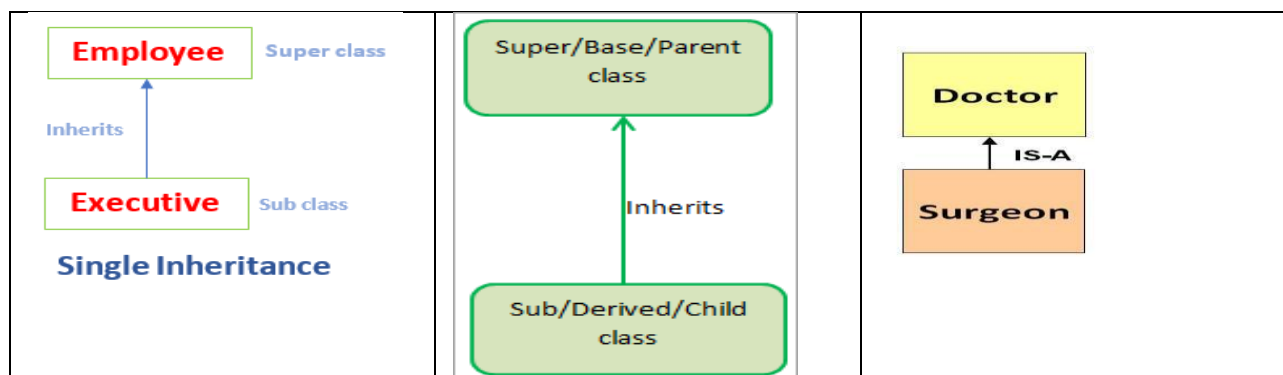 Employee
Super class
Inherits
Executive
Sub class
Single Inheritance
Super/Base/Parent
class
Inherits
Sub/Derived/Child
class
Doctor
IS-A
Surgeon